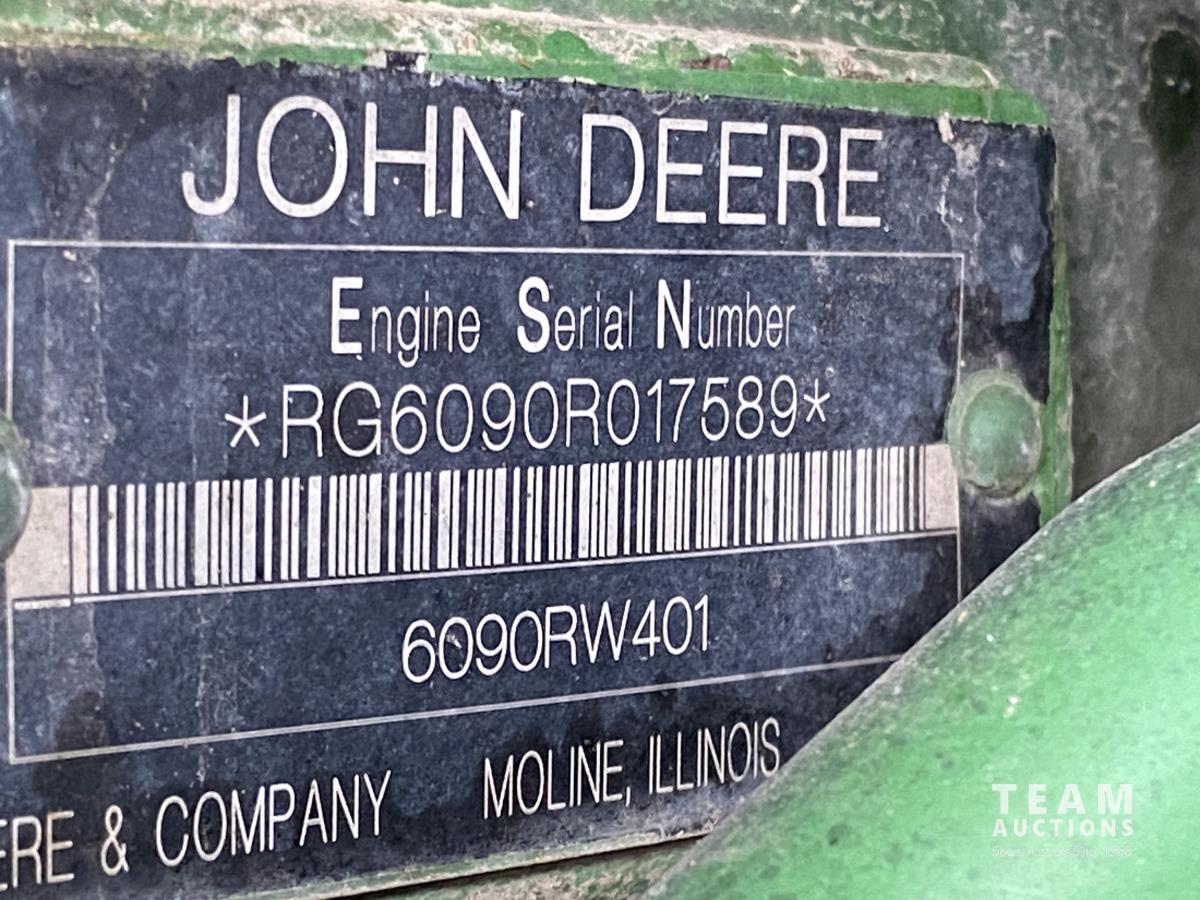 JOHN DEERE
Engine Serial Number
*RG6090R017589*
6090RW401
ERE & COMPANY MOLINE, ILLINOIS
TEAM
AUCTIONS